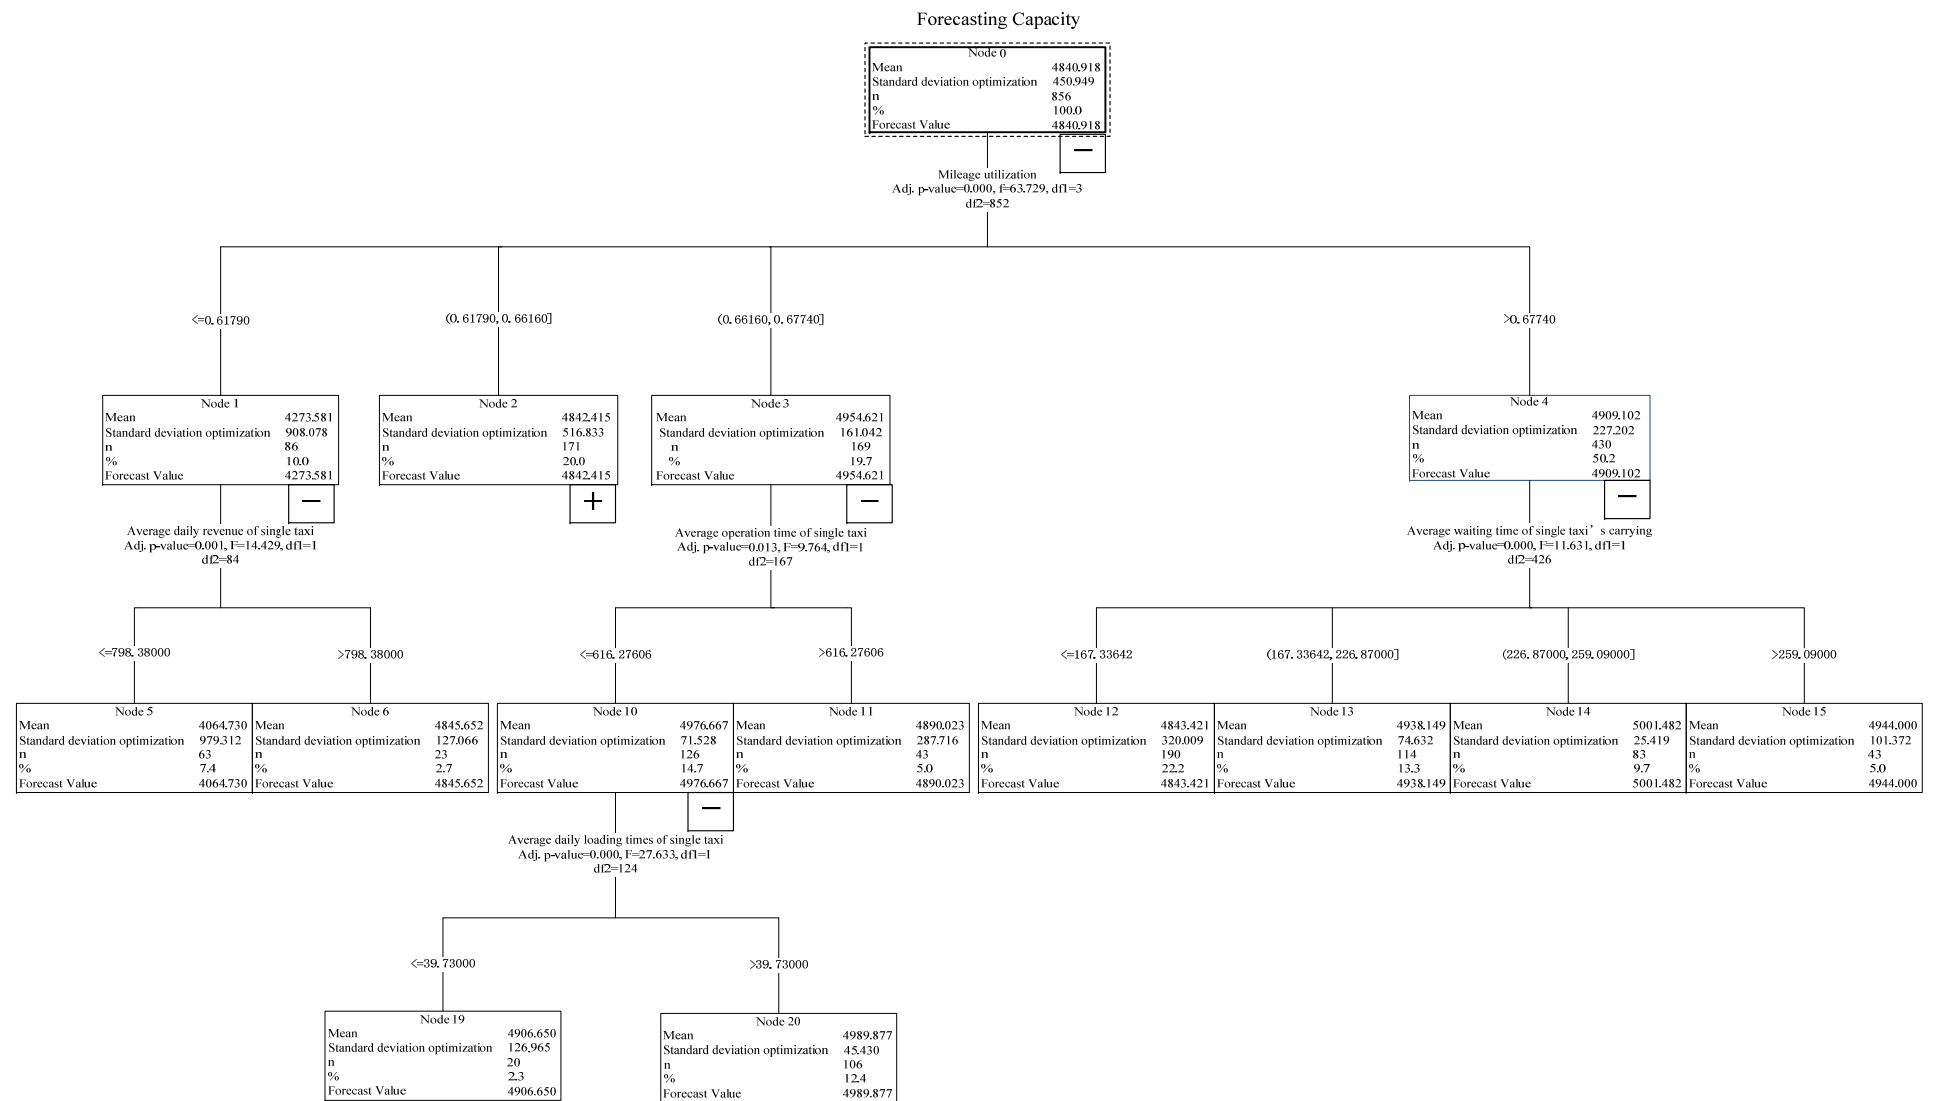 Forecasting Capacity
Node 0
Mean 4840.918
Standard deviation optimization 450.949
n 856
% 100.0
Forecast Value 4840.918
Mileage utilization
Adj. p-value=0.000, f=63.729, df1=3
df2=852
<=0.61790
(0.61790, 0.66160]
(0.66160, 0.67740]
>0.67740
Node 1
Mean 4273.581
Standard deviation optimization 908.078
n 86
% 10.0
Forecast Value 4273.581
Node 2
Mean 4842.415
Standard deviation optimization 516.833
n 171
% 20.0
Forecast Value 4842.415
Node 3
Mean 4954.621
Standard deviation optimization 161.042
n 169
% 19.7
Forecast Value 4954.621
Node 4
Mean 4909.102
Standard deviation optimization 227.202
n 430
% 50.2
Forecast Value 4909.102
Average daily revenue of single taxi
Adj. p-value=0.001, F=14.429, df1=1
df2=84
Average operation time of single taxi
Adj. p-value=0.013, F=9.764, df1=1
df2=167
Average waiting time of single taxi’s carrying
Adj. p-value=0.000, F=11.631, df1=1
df2=426
<=798.38000
>798.38000
<=616.27606
>616.27606
<=167.33642
(167.33642, 226.87000]
(226.87000, 259.09000]
>259.09000
Node 5
Mean 4064.730
Standard deviation optimization 979.312
n 63
% 7.4
Forecast Value 4064.730
Node 6
Mean 4845.652
Standard deviation optimization 127.066
n 23
% 2.7
Forecast Value 4845.652
Node 10
Mean 4976.667
Standard deviation optimization 71.528
n 126
% 14.7
Forecast Value 4976.667
Node 11
Mean 4890.023
Standard deviation optimization 287.716
n 43
% 5.0
Forecast Value 4890.023
Node 12
Mean 4843.421
Standard deviation optimization 320.009
n 190
% 22.2
Forecast Value 4843.421
Node 13
Mean 4938.149
Standard deviation optimization 74.632
n 114
% 13.3
Forecast Value 4938.149
Node 14
Mean 5001.482
Standard deviation optimization 25.419
n 83
% 9.7
Forecast Value 5001.482
Node 15
Mean 4944.000
Standard deviation optimization 101.372
n 43
% 5.0
Forecast Value 4944.000
Average daily loading times of single taxi
Adj. p-value=0.000, F=27.633, df1=1
df2=124
<=39.73000
>39.73000
Node 19
Mean 4906.650
Standard deviation optimization 126.965
n 20
% 2.3
Forecast Value 4906.650
Node 20
Mean 4989.877
Standard deviation optimization 45.430
n 106
% 12.4
Forecast Value 4989.877